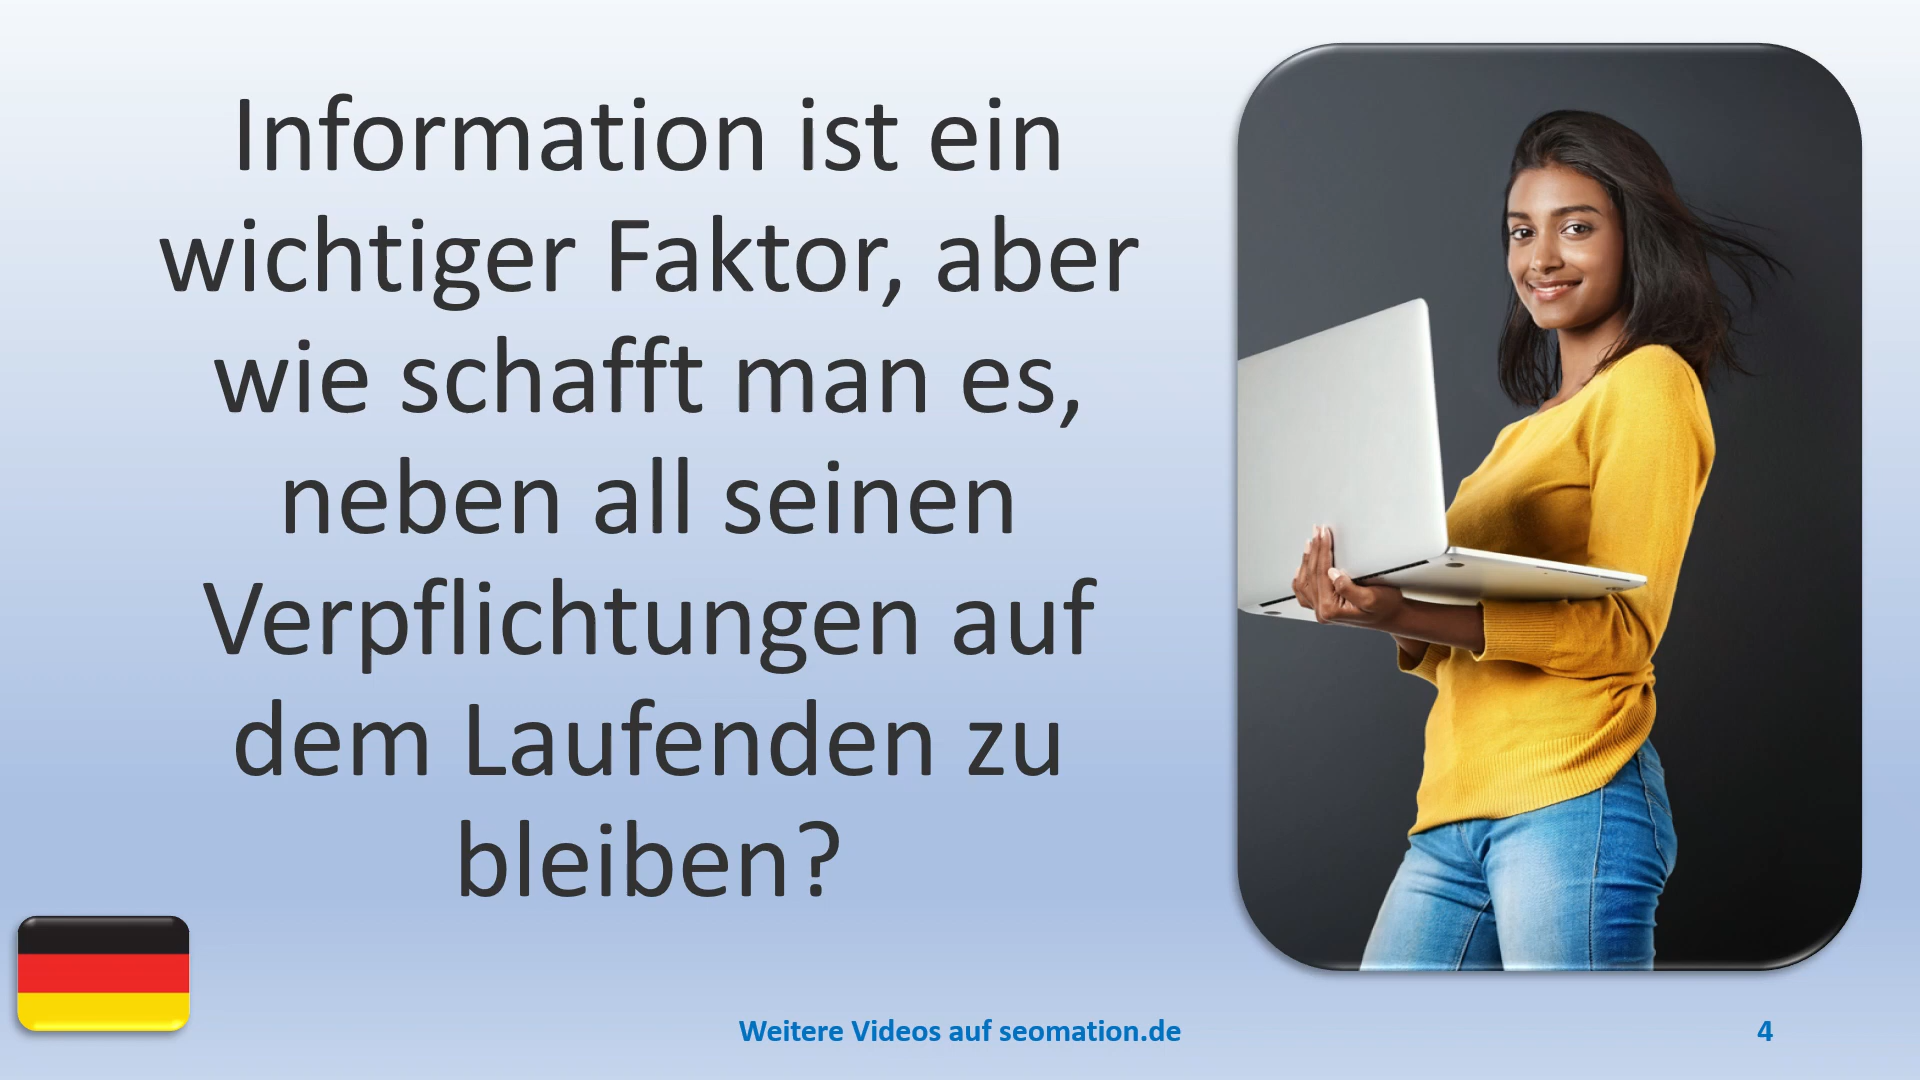 Information ist ein
wichtiger Faktor, aber
wie schafft man es,
neben all seinen
Verpflichtungen auf
dem Laufenden zu
bleiben?
Weitere Videos auf seomation.de
4